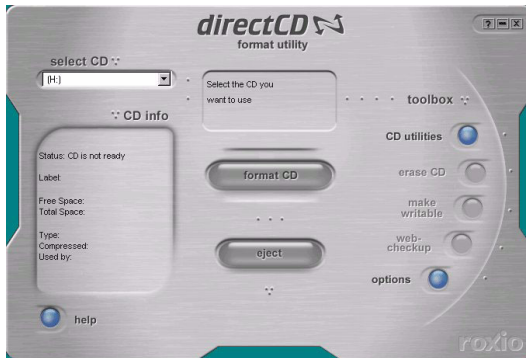 directCD
format utility
select CD
(H:)
Select the CD you
want to use
toolbox
CD info
CD utilities
Status: CD is not ready
erase CD
Label:
format CD
Free Space:
Total Space:
make
writable
Type:
Compressed:
Used by:
web-
checkup
eject
options
help
roxio